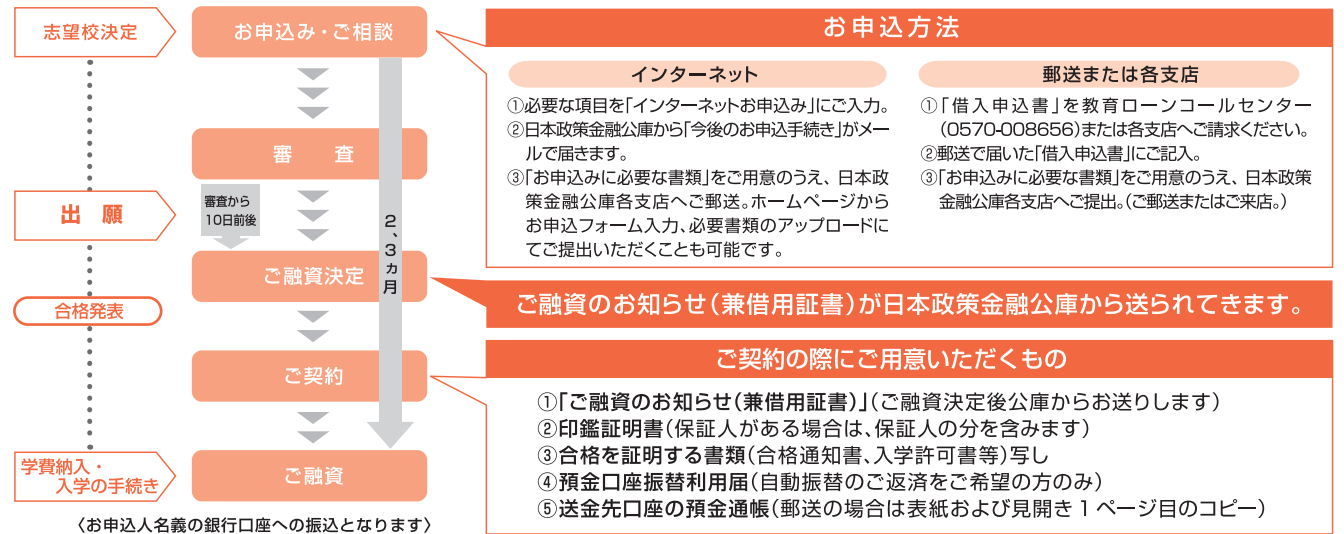 志望校決定
出 願
合格発表
学費納入・
入学の手続き
お申込み・ご相談
審 査
審査から
10日前後
ご融資決定
ご契約
ご融資
2、3ヵ月
〈お申込人名義の銀行口座への振込となります〉
お申込方法
インターネット
①必要な項目を「インターネットお申込み」にご入力。
②日本政策金融公庫から「今後のお申込手続き」がメー
ルで届きます。
③「お申込みに必要な書類」をご用意のうえ、日本政
策金融公庫各支店へご郵送。ホームページから
お申込フォーム入力、必要書類のアップロードに
てご提出いただくことも可能です。
郵送または各支店
①「借入申込書」を教育ローンコールセンター
(0570-008656)または各支店へご請求ください。
②郵送で届いた「借入申込書」にご記入。
③「お申込みに必要な書類」をご用意のうえ、日本政策
金融公庫各支店へご提出。(ご郵送またはご来店。)
ご融資のお知らせ(兼借用証書)が日本政策金融公庫から送られてきます。
ご契約の際にご用意いただくもの
①「ご融資のお知らせ(兼借用証書)」(ご融資決定後公庫からお送りします)
②印鑑証明書(保証人がある場合は、保証人の分を含みます)
③合格を証明する書類(合格通知書、入学許可書等)写し
④預金口座振替利用届(自動振替のご返済をご希望の方のみ)
⑤送金先口座の預金通帳(郵送の場合は表紙および見開き1ページ目のコピー)